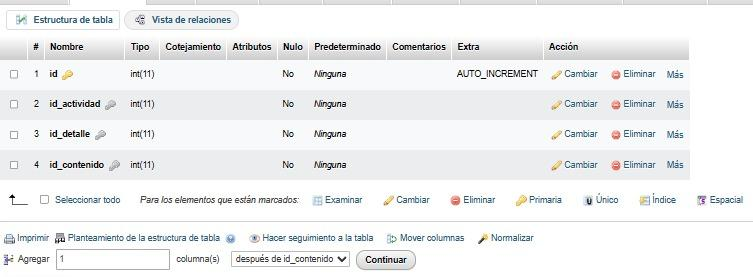 Estructura de tabla Vista de relaciones
# Nombre Tipo Cotejamiento Atributos Nulo Predeterminado Comentarios Extra Acción
1 id int(11) No Ninguna AUTO_INCREMENT Cambiar Eliminar Más
2 id_actividad int(11) No Ninguna Cambiar Eliminar Más
3 id_detalle int(11) No Ninguna Cambiar Eliminar Más
4 id_contenido int(11) No Ninguna Cambiar Eliminar Más
Seleccionar todo Para los elementos que están marcados: Examinar Cambiar Eliminar Primaria Único Índice Espacial
Imprimir Planteamiento de la estructura de tabla Hacer seguimiento a la tabla Mover columnas Normalizar
Agregar 1 columna(s) después de id_contenido Continuar